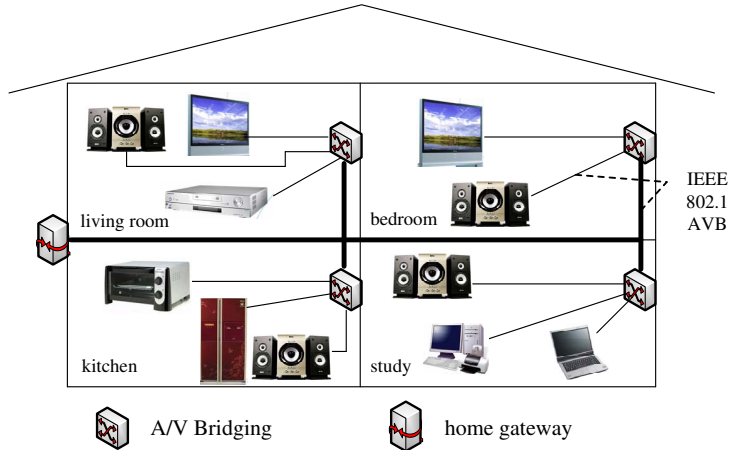 living room
bedroom
IEEE
802.1
AVB
kitchen
study
A/V Bridging
home gateway